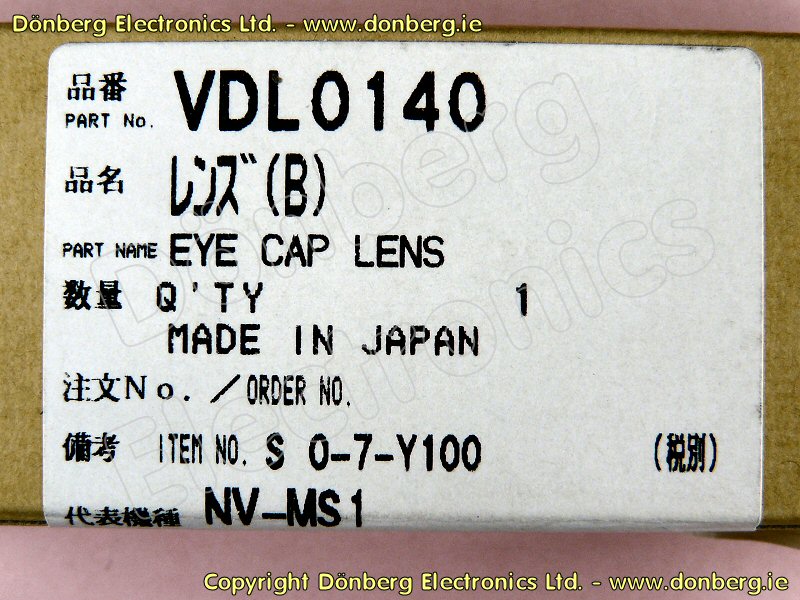 Dönberg Electronics Ltd. - www.donberg.ie
品番 VDL0140
PART No.
品名 レンズ(B)
PART NAME EYE CAP LENS
数量 Q'TY 1
MADE IN JAPAN
注文No. /ORDER NO.
備考 ITEM NO. S 0-7-Y100 (税別)
代表機種 NV-MS1
Dönberg Electronics
Copyright Dönberg Electronics Ltd. - www.donberg.ie